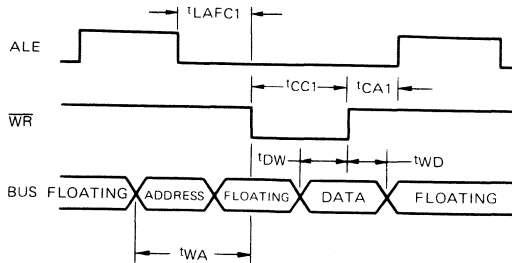 tLAFC1
ALE
tCC1
tCA1
WR
tDW
tWD
BUS FLOATING ADDRESS FLOATING DATA FLOATING
tWA